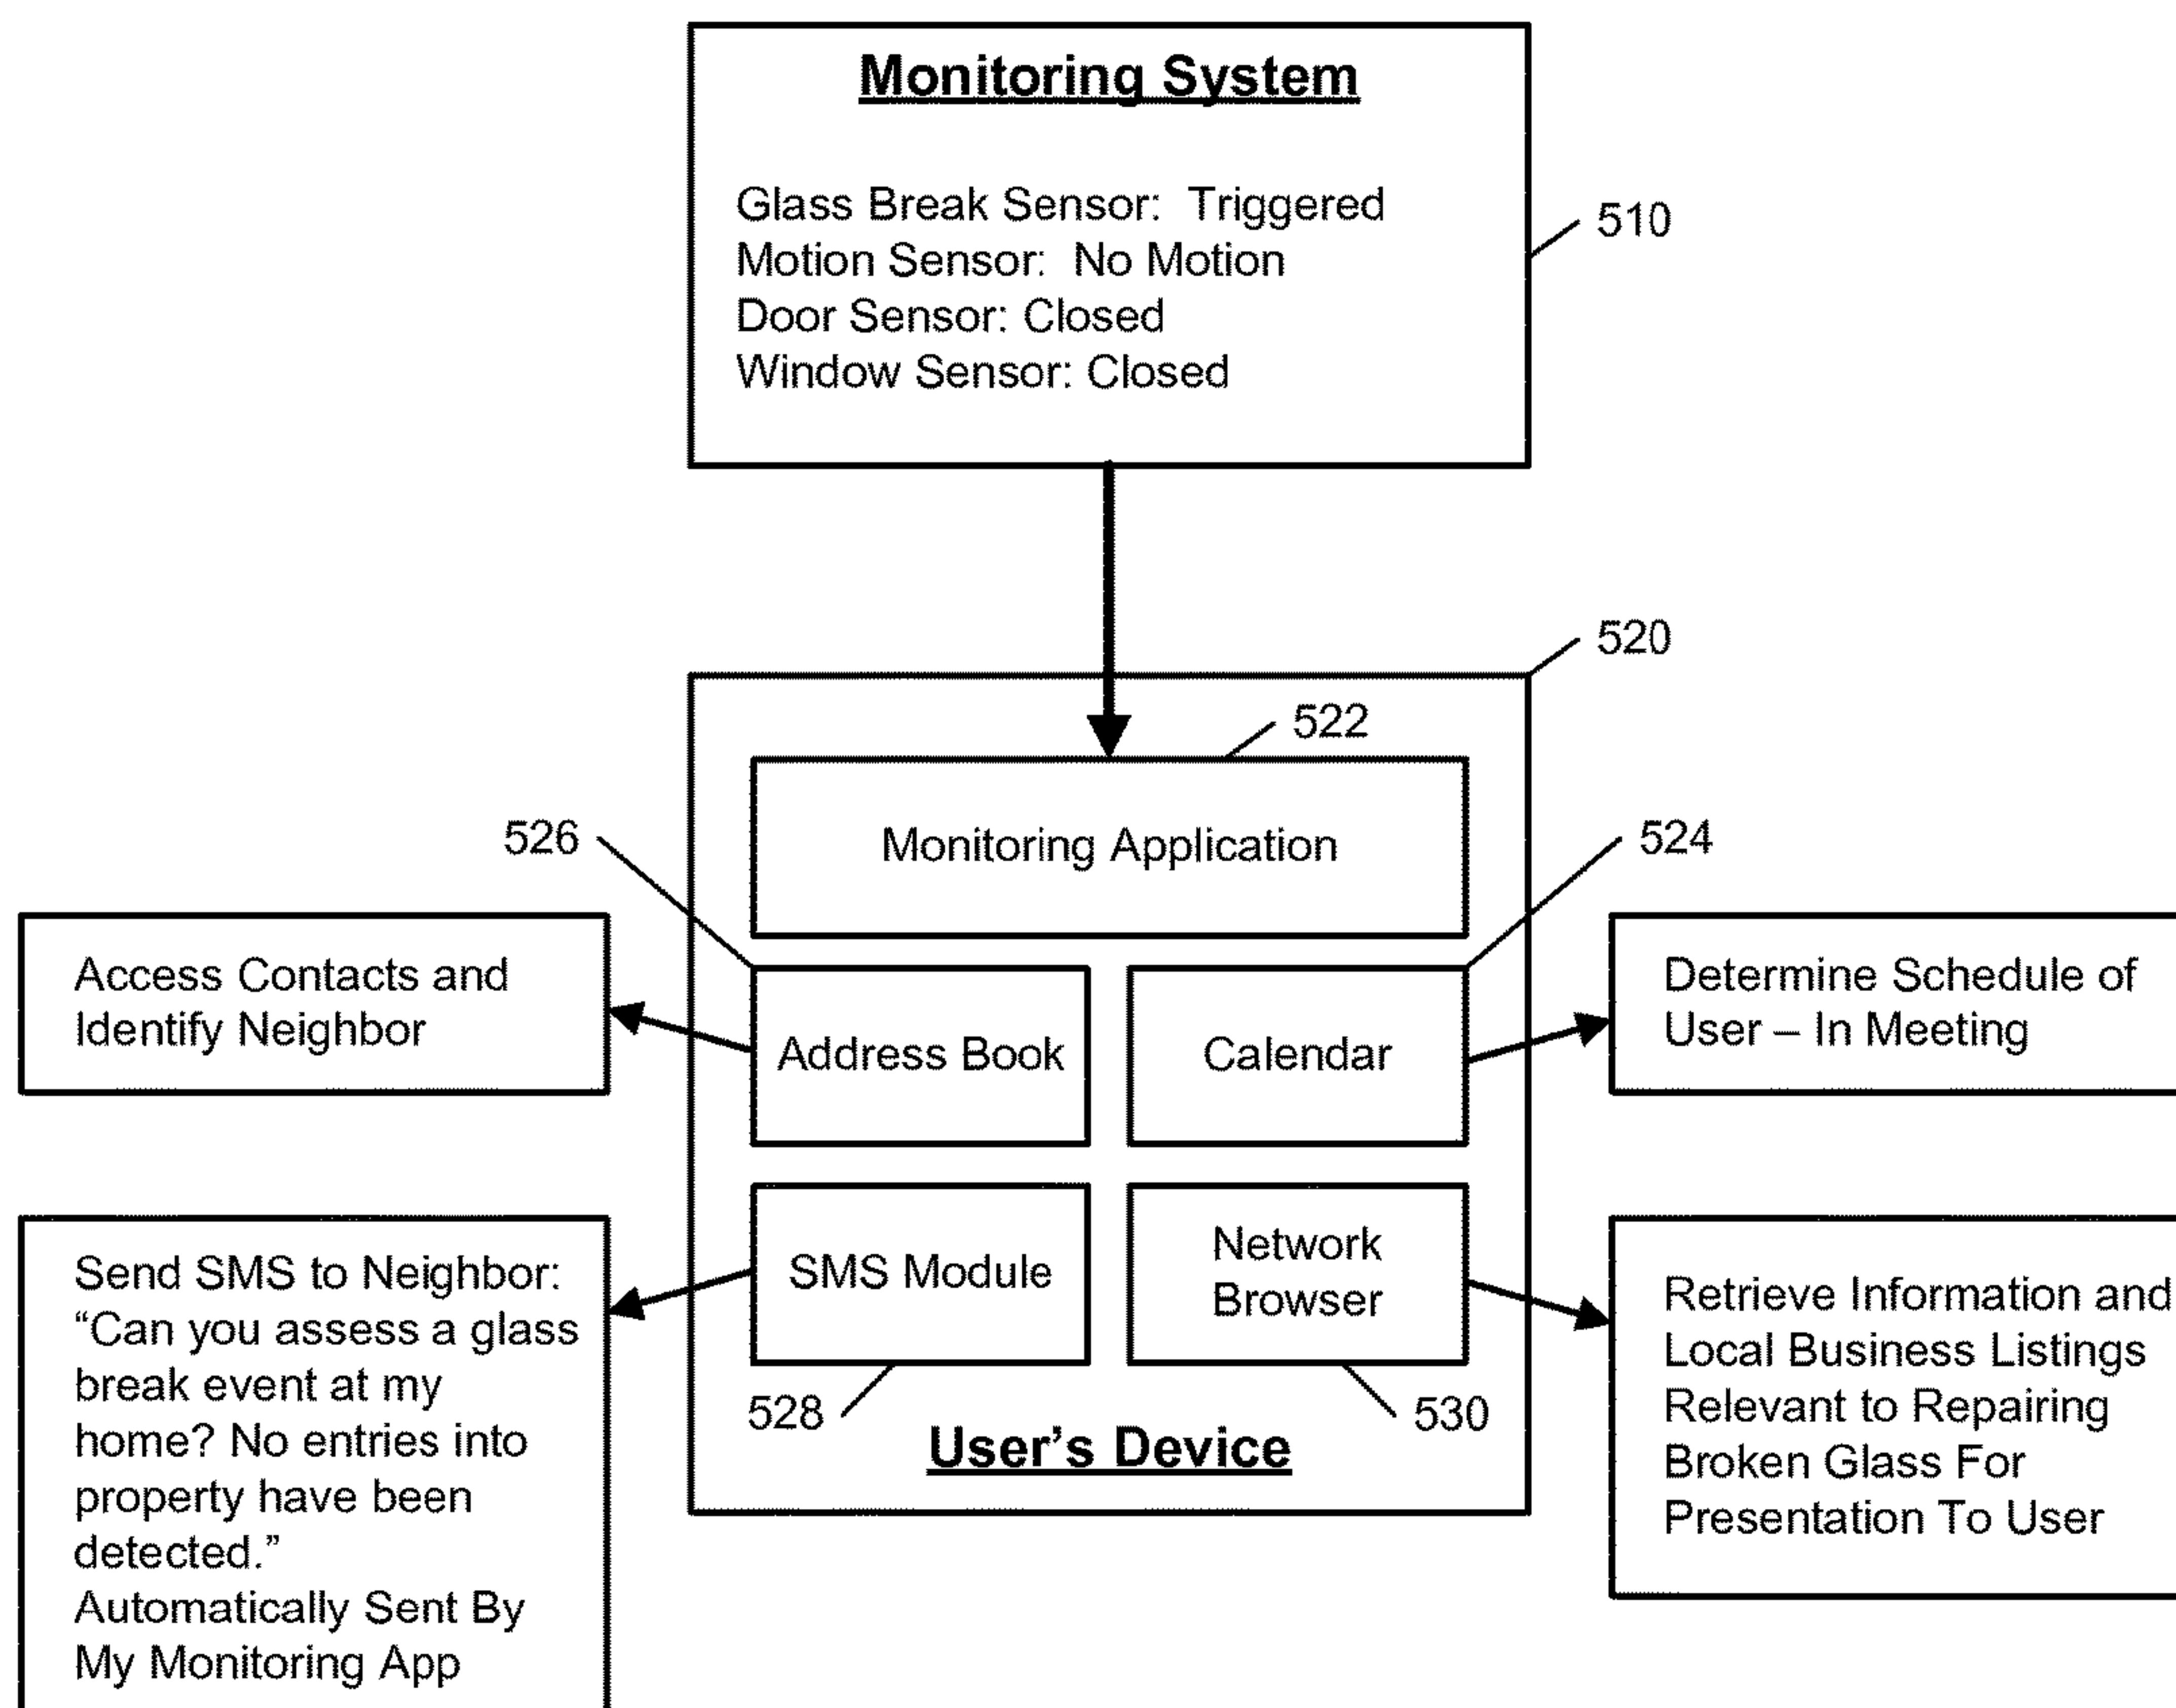 Monitoring System
Glass Break Sensor: Triggered
Motion Sensor: No Motion
Door Sensor: Closed
Window Sensor: Closed
510
520
522
Monitoring Application
526
524
Access Contacts and
Identify Neighbor
Address Book
Calendar
Determine Schedule of
User – In Meeting
Send SMS to Neighbor:
“Can you assess a glass
break event at my
home? No entries into
property have been
detected.”
Automatically Sent By
My Monitoring App
SMS Module
Network
Browser
Retrieve Information and
Local Business Listings
Relevant to Repairing
Broken Glass For
Presentation To User
528
530
User’s Device